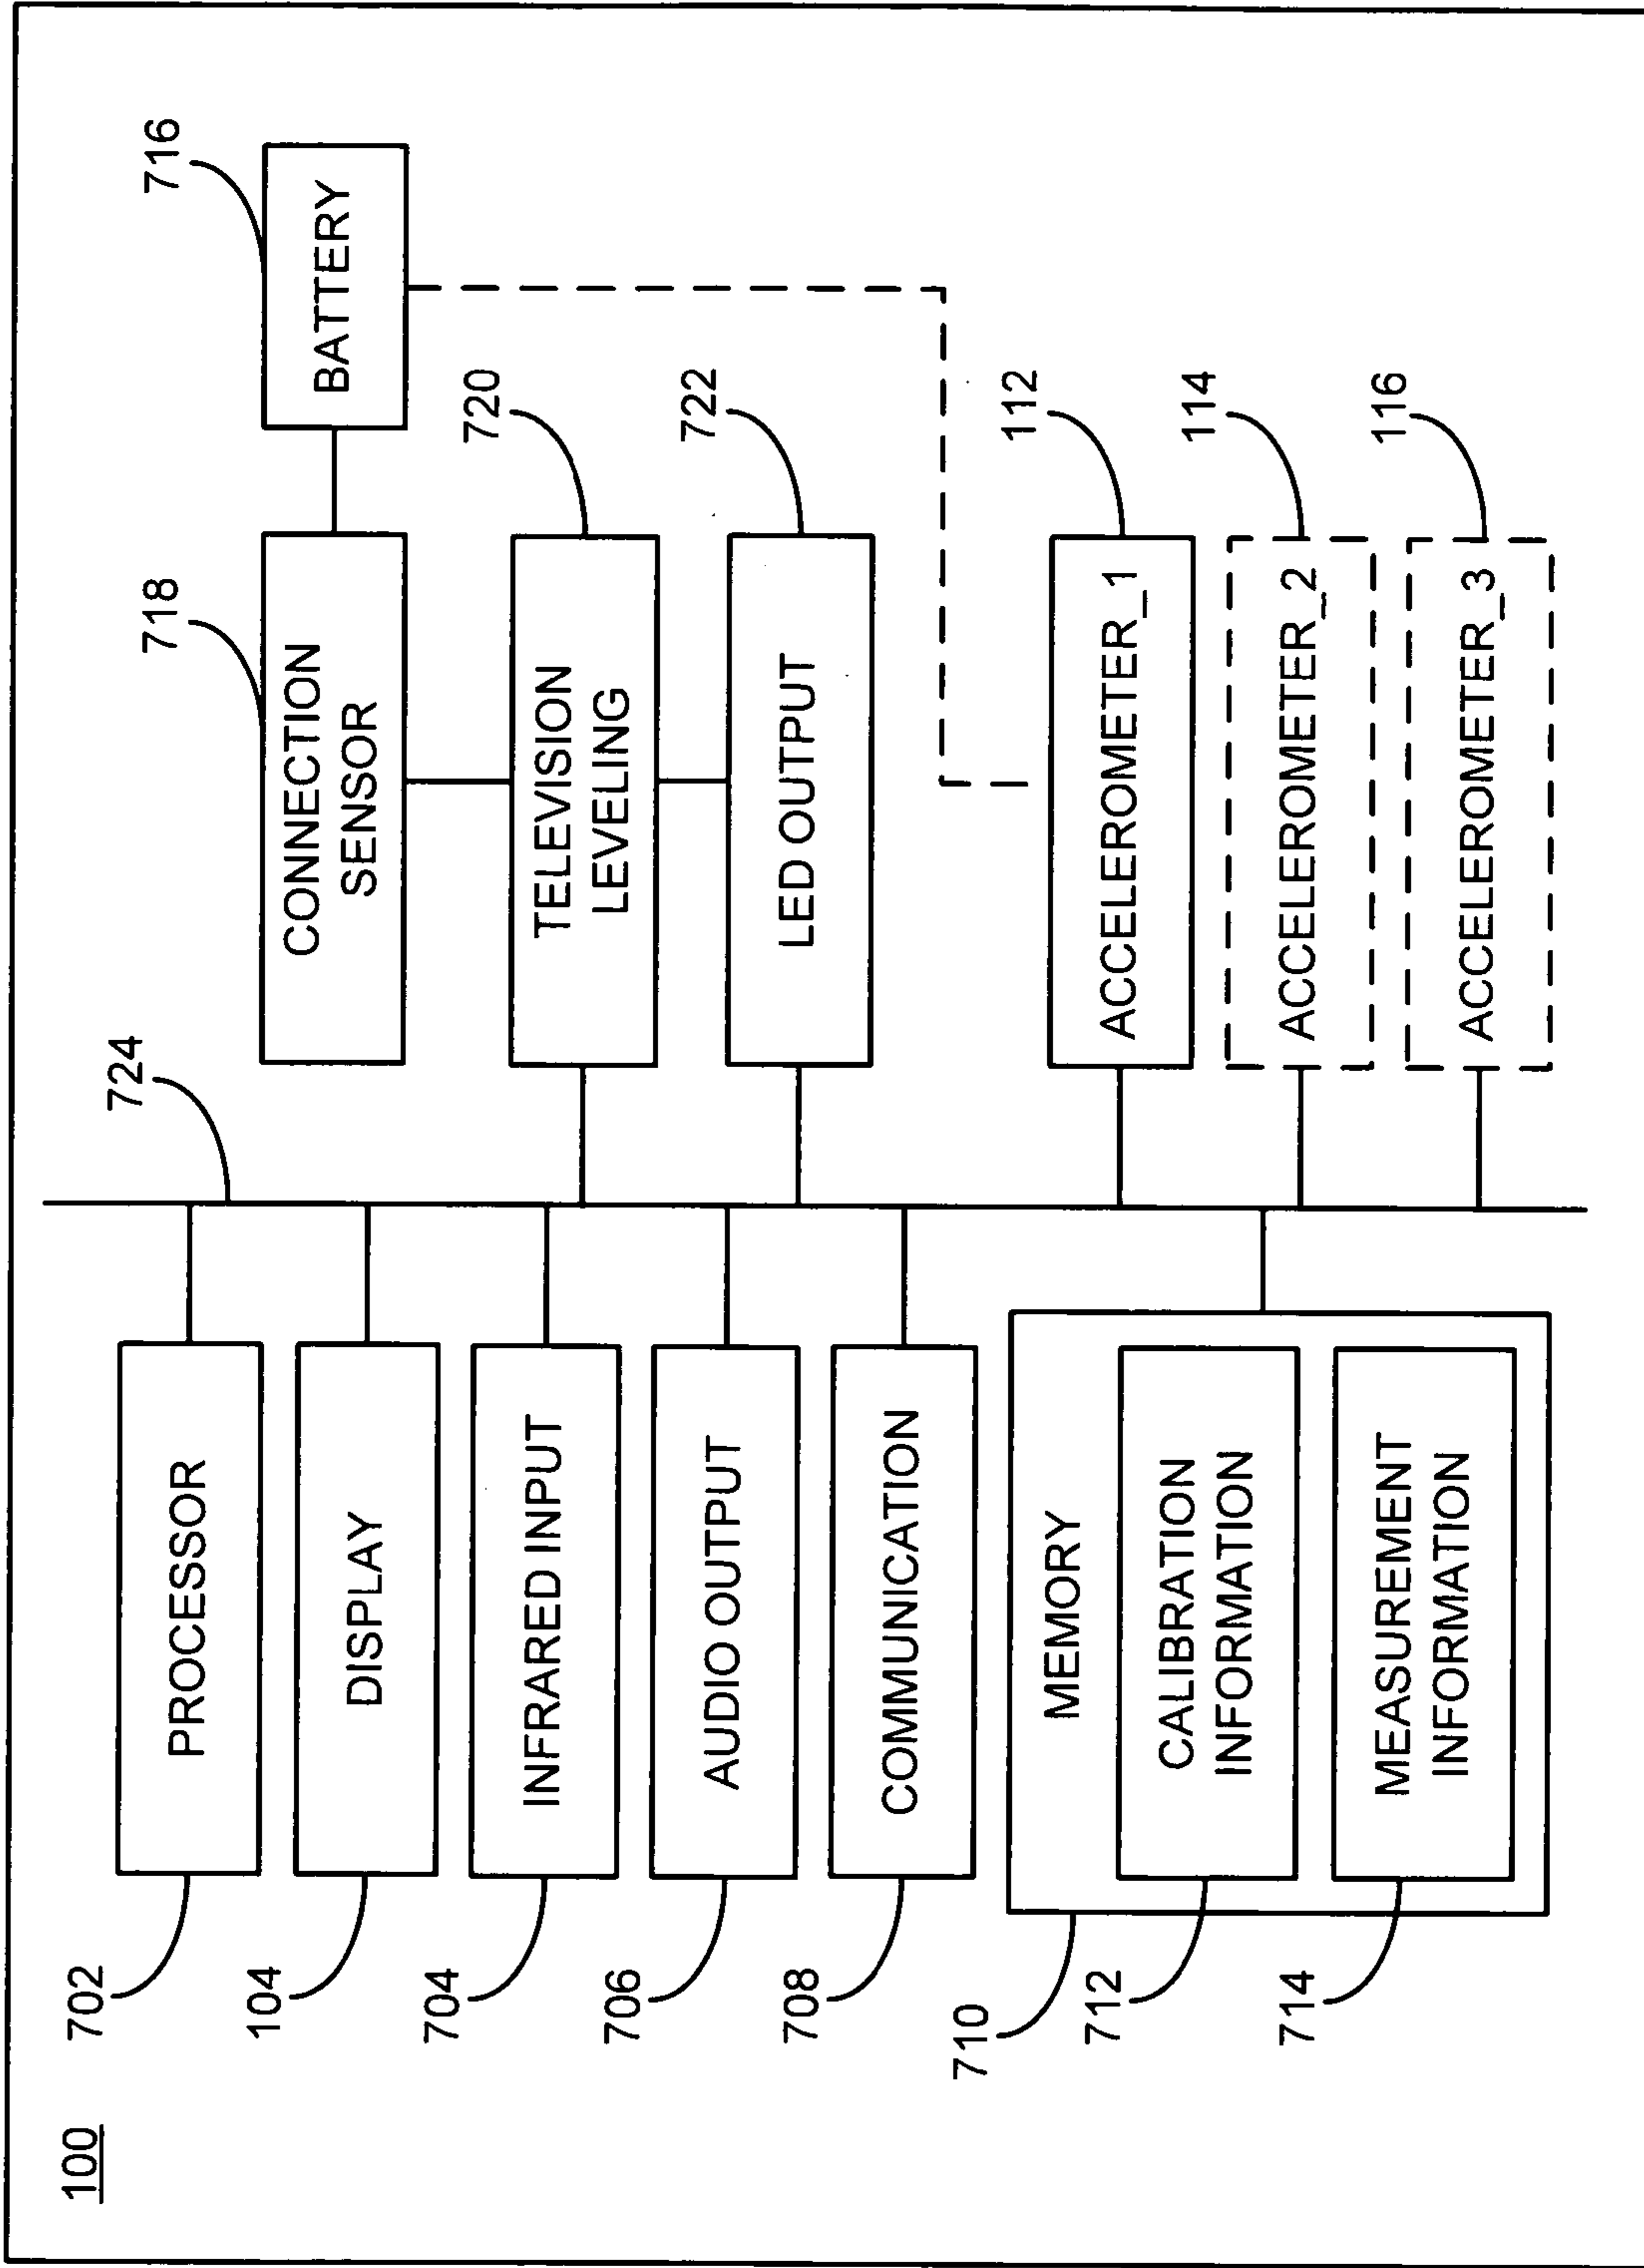 100
702
PROCESSOR
104
DISPLAY
704
INFRARED INPUT
706
AUDIO OUTPUT
708
COMMUNICATION
710
MEMORY
712
CALIBRATION
INFORMATION
714
MEASUREMENT
INFORMATION
724
718
CONNECTION
SENSOR
716
BATTERY
720
TELEVISION
LEVELING
722
LED OUTPUT
112
ACCELEROMETER_1
114
ACCELEROMETER_2
116
ACCELEROMETER_3